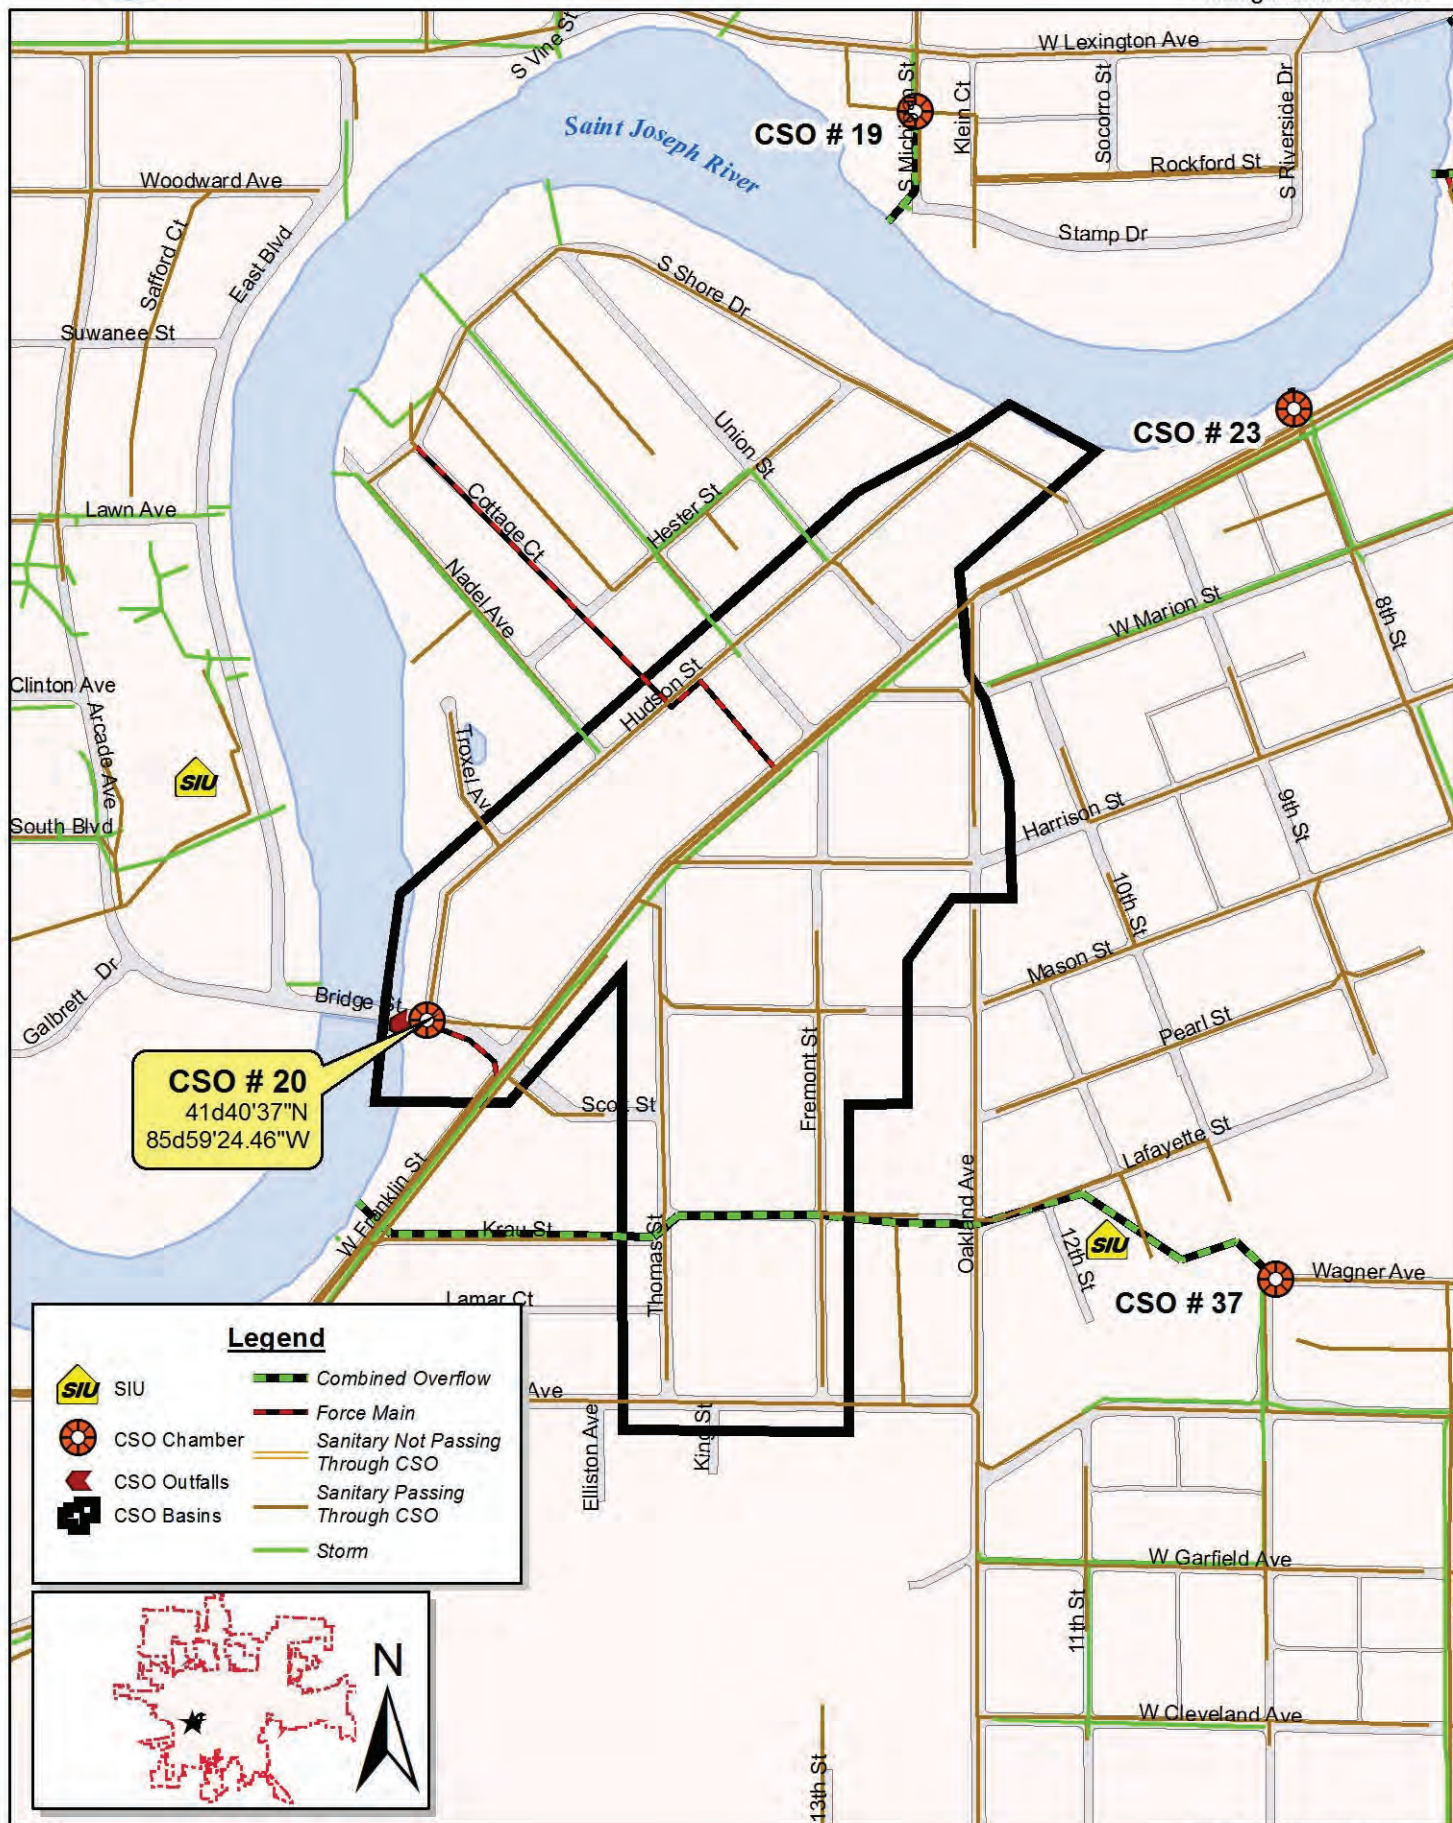 W Lexington Ave
S Vine St
S Michigan St
Klein Ct
Socorro St
S Riverside Dr
CSO # 19
Saint Joseph River
Rockford St
Woodward Ave
Safford Ct
East Blvd
Stamp Dr
S Shore Dr
Suwanee St
CSO # 23
Union St
Lawn Ave
Cottage Ct
Hester St
Nadel Ave
W Marion St
8th St
Clinton Ave
Arcade Ave
Hudson St
Troxel Av
SIU
South Blvd
Harrison St
9th St
10th St
Mason St
Galbrett Dr
Bridge St
Pearl St
CSO # 20
41d40'37"N
85d59'24.46"W
Fremont St
Scott St
Lafayette St
W Franklin St
Krau St
Thomas St
Oakland Ave
12th St
SIU
Wagner Ave
CSO # 37
Lamar Ct
Ave
Elliston Ave
King St
Legend
SIU SIU
CSO Chamber
CSO Outfalls
CSO Basins
Combined Overflow
Force Main
Sanitary Not Passing
Through CSO
Sanitary Passing
Through CSO
Storm
W Garfield Ave
11th St
N
W Cleveland Ave
13th St